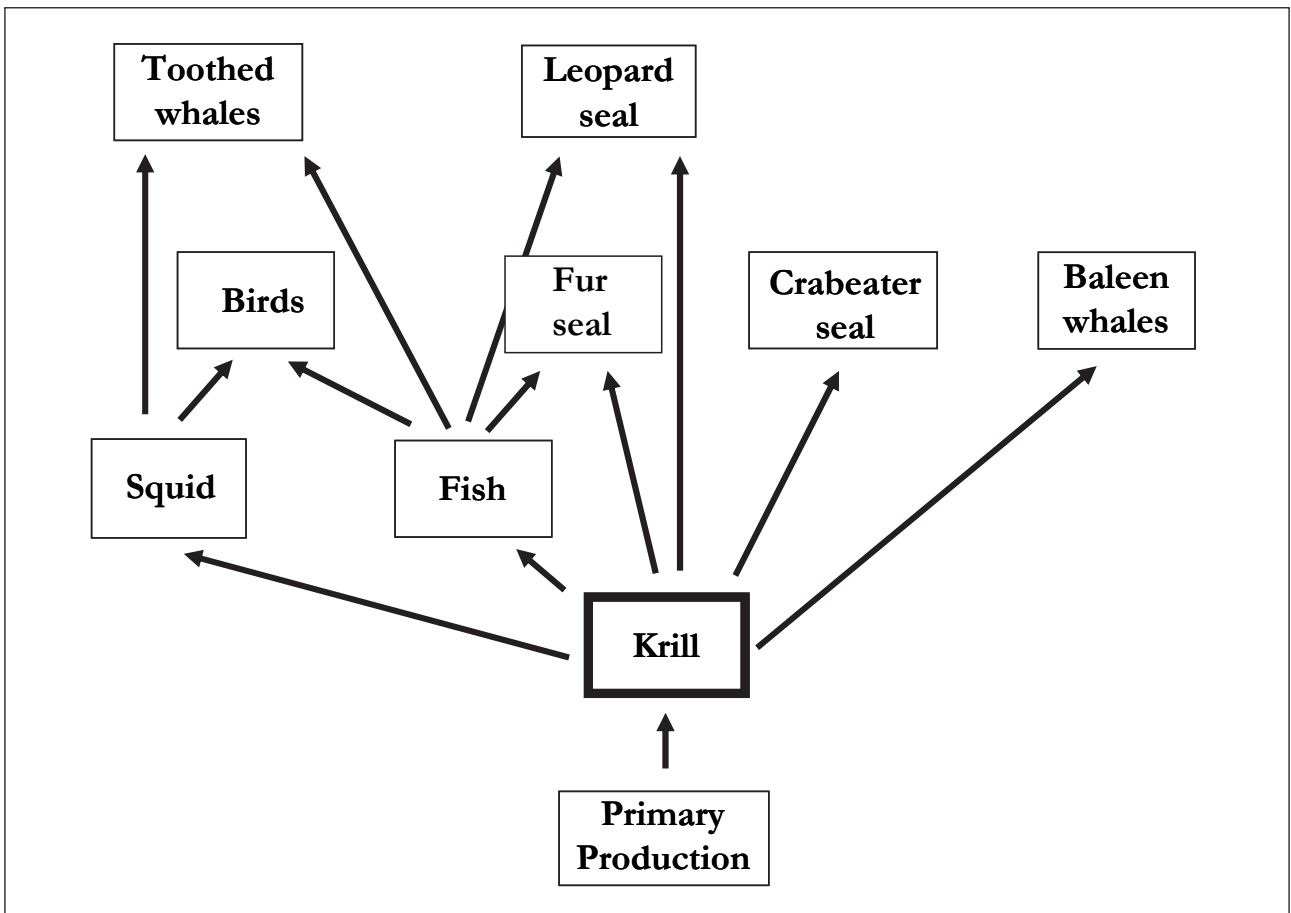 Toothed
whales
Leopard
seal
Birds
Fur
seal
Crabeater
seal
Baleen
whales
Squid
Fish
Krill
Primary
Production